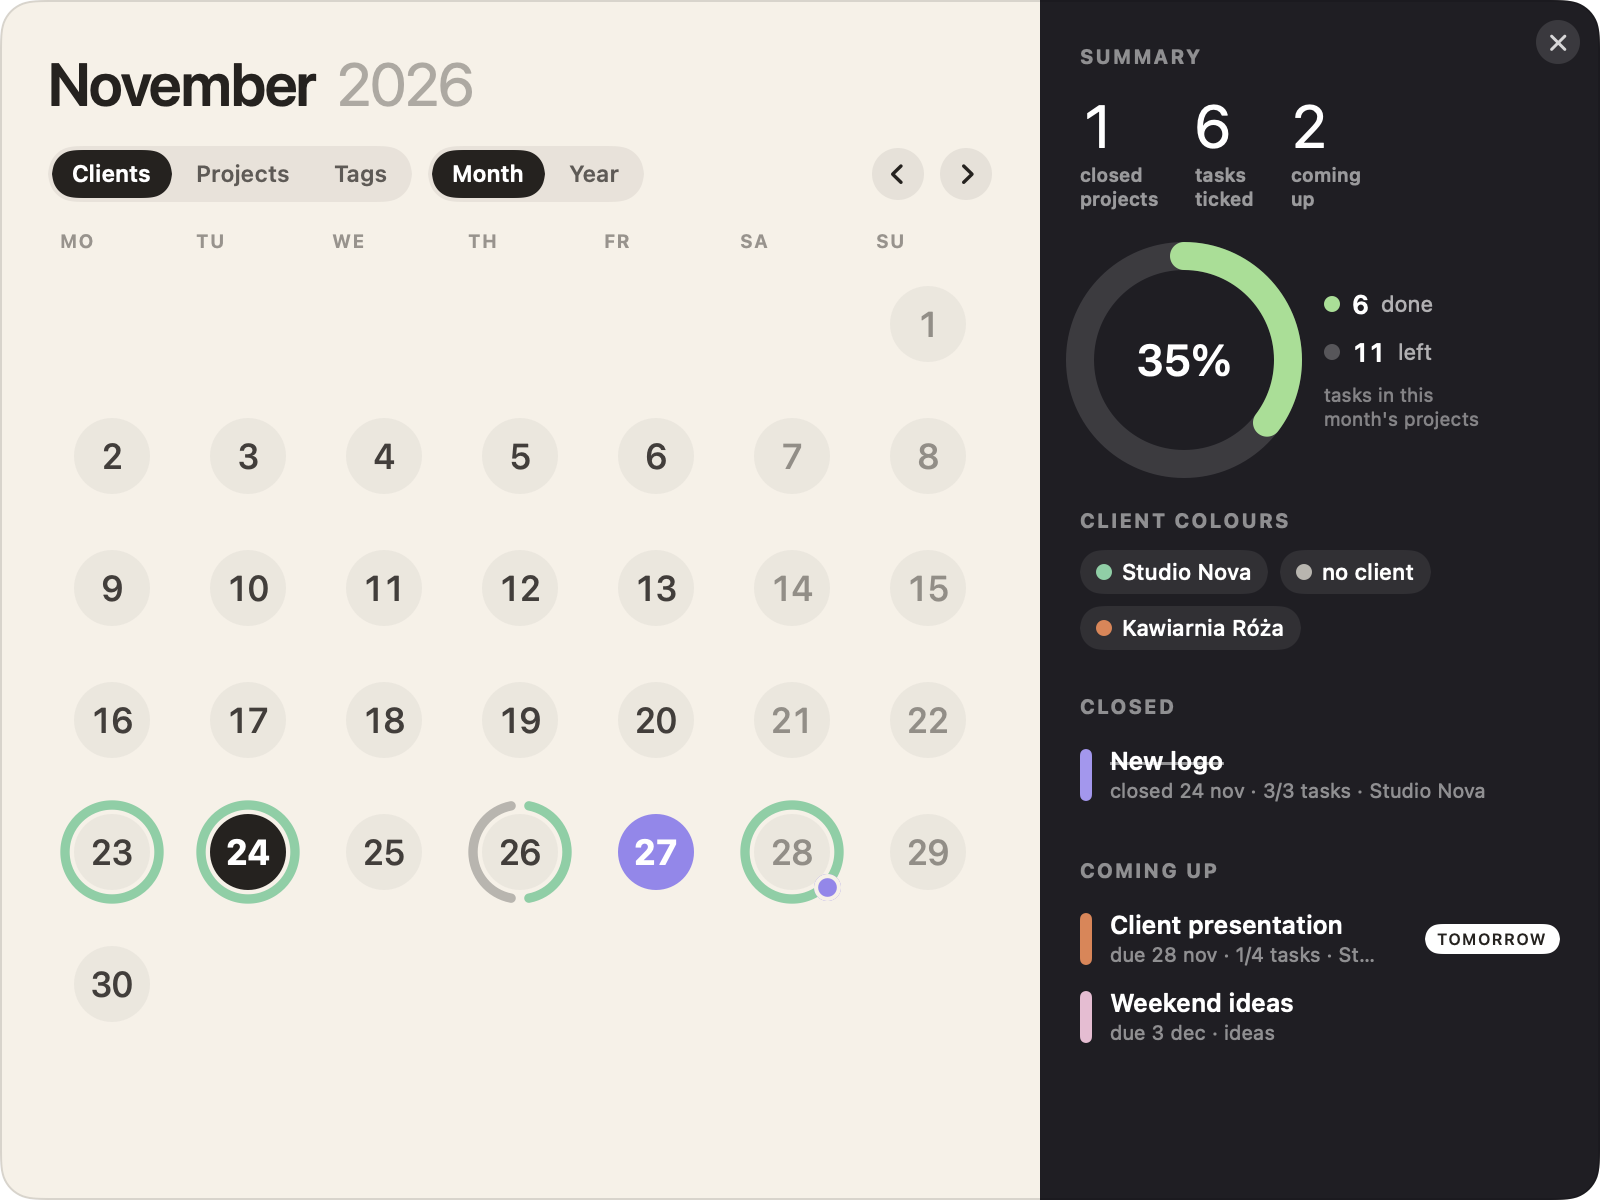 November 2026
Clients Projects Tags Month Year
MO TU WE TH FR SA SU
1
2 3 4 5 6 7 8
9 10 11 12 13 14 15
16 17 18 19 20 21 22
23 24 25 26 27 28 29
30
SUMMARY
1 6 2
closed tasks coming
projects ticked up
35%
6 done
11 left
tasks in this
month's projects
CLIENT COLOURS
Studio Nova no client
Kawiarnia Róża
CLOSED
New logo
closed 24 nov · 3/3 tasks · Studio Nova
COMING UP
Client presentation
due 28 nov · 1/4 tasks · St...
TOMORROW
Weekend ideas
due 3 dec · ideas